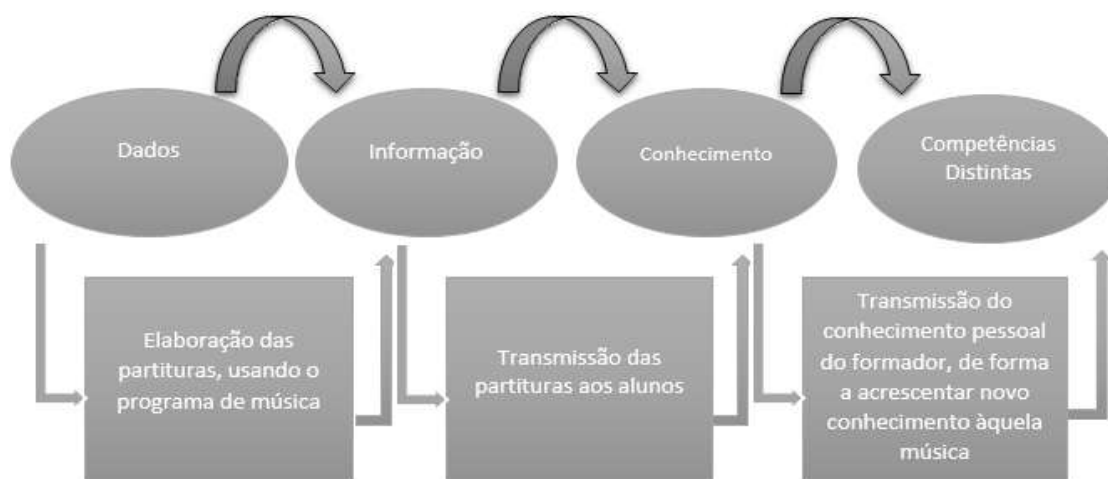 Dados
Informação
Conhecimento
Competências
Distintas
Elaboração das
partituras, usando o
programa de música
Transmissão das
partituras aos alunos
Transmissão do
conhecimento pessoal
do formador, de forma
a acrescentar novo
conhecimento àquela
música